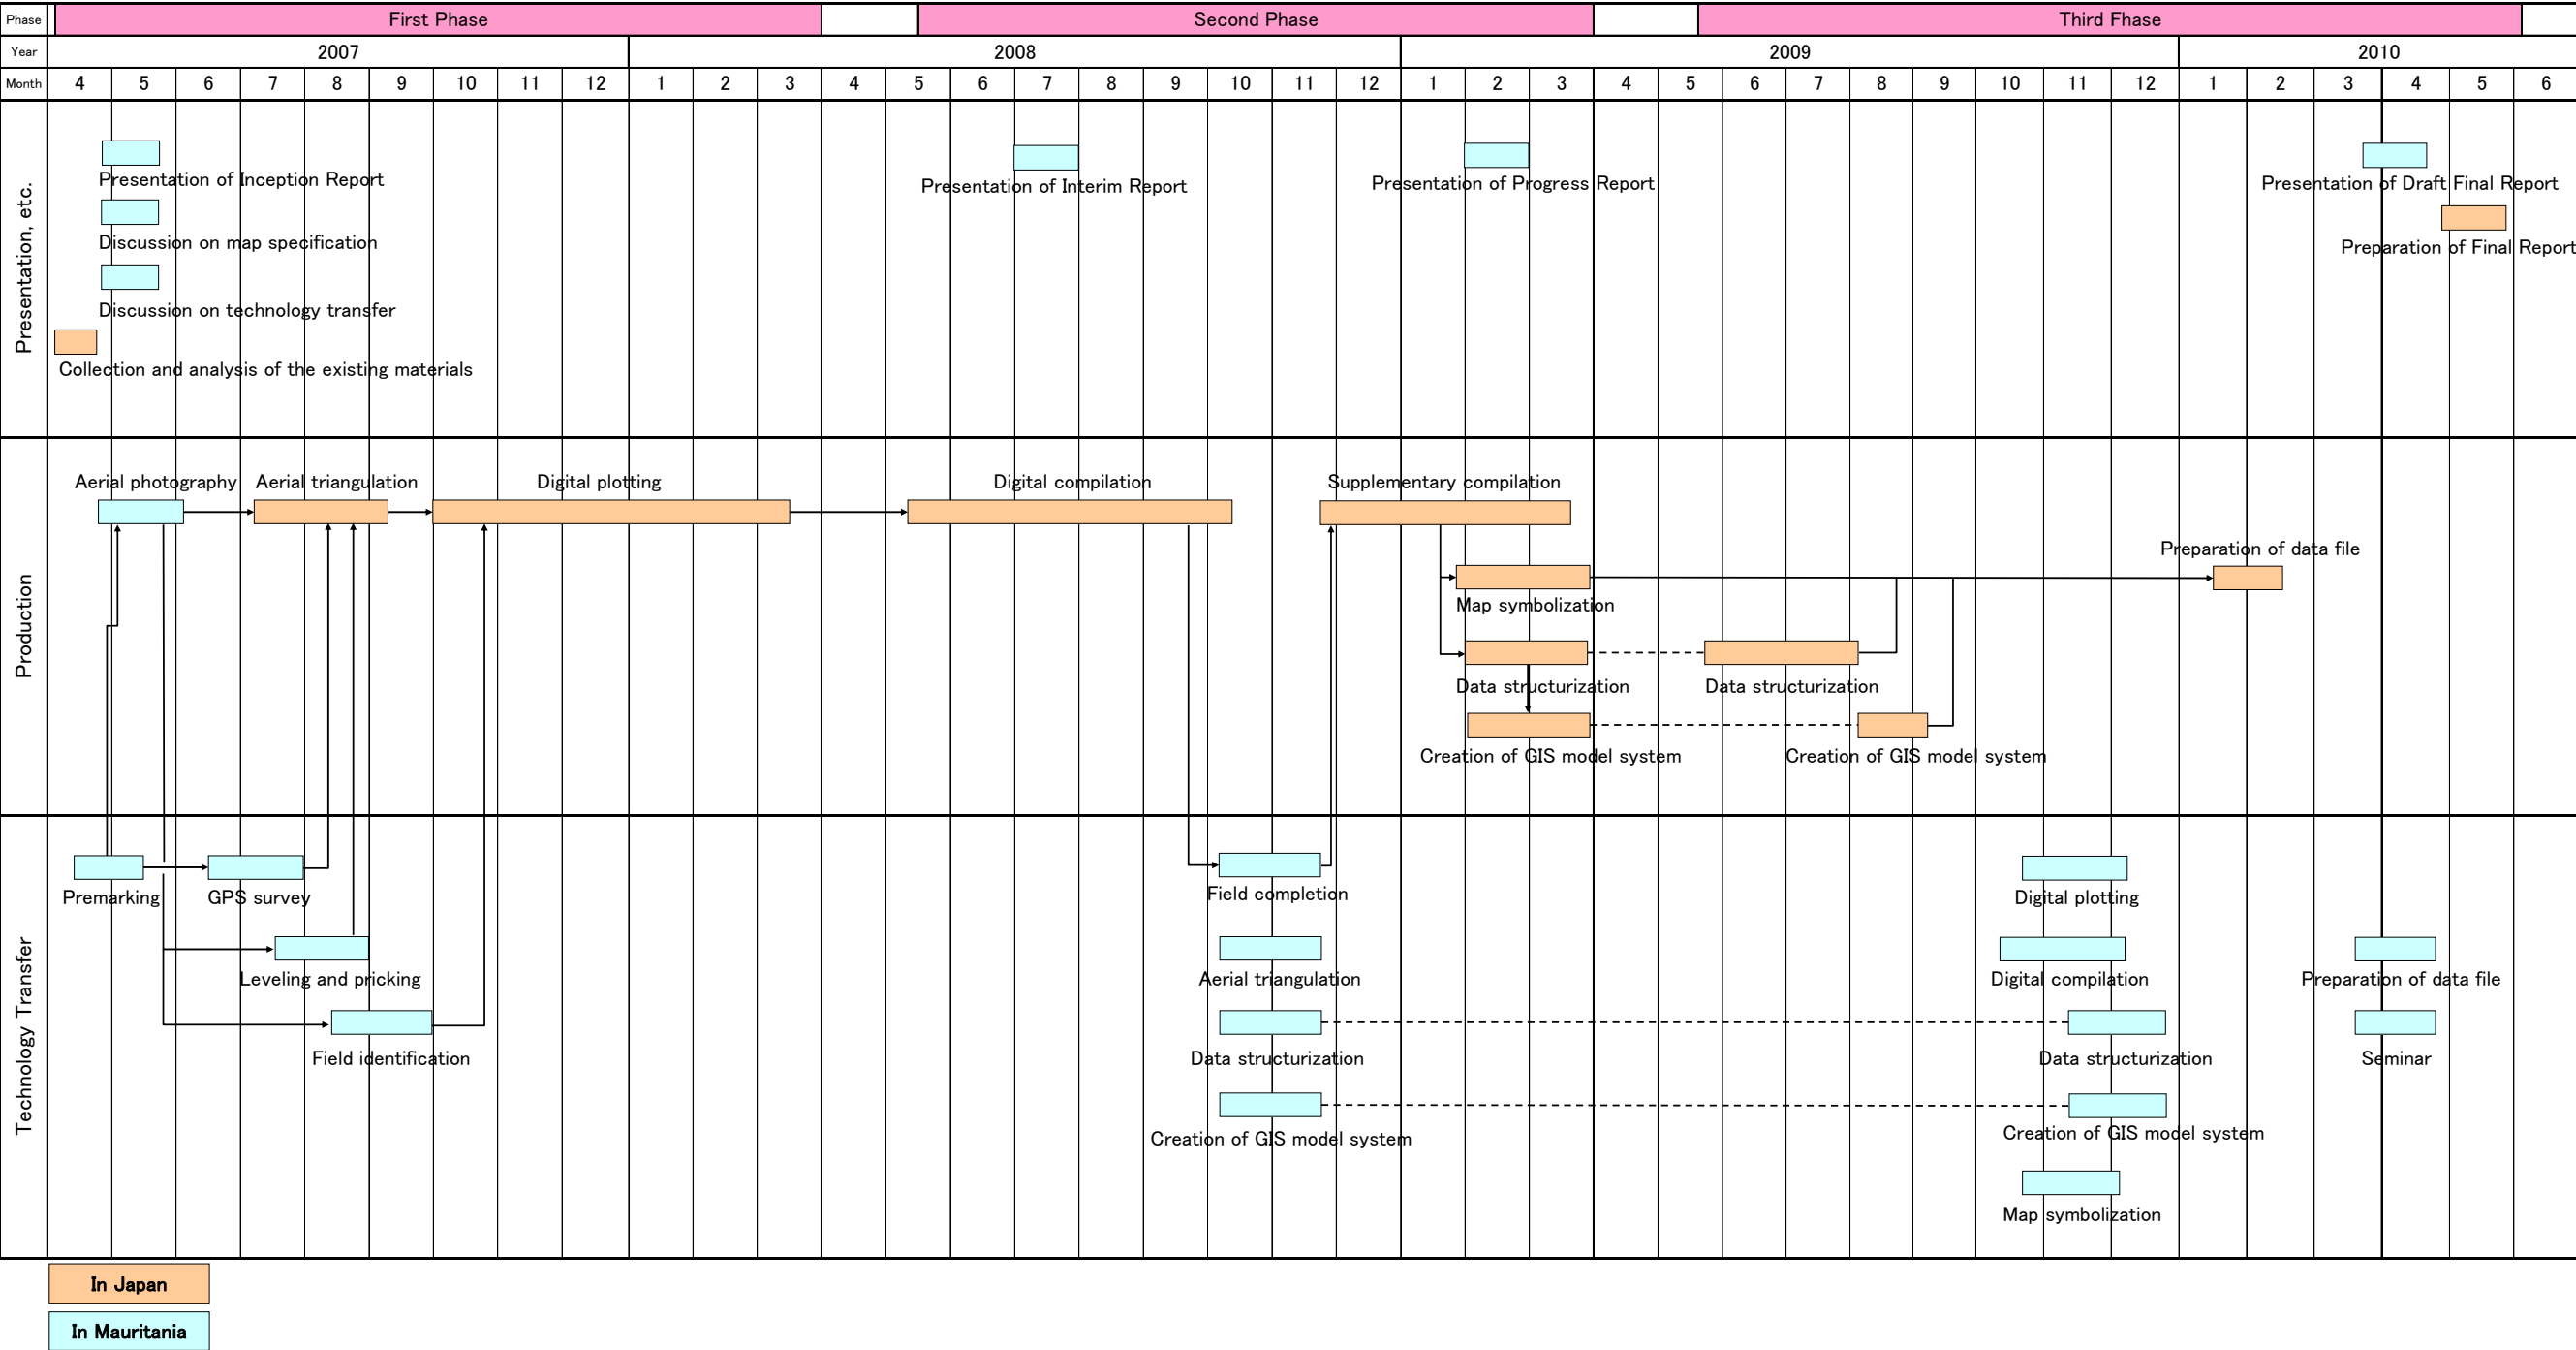 Phase First Phase Second Phase Third Fhase
Year 2007 2008 2009 2010
Month 4 5 6 7 8 9 10 11 12 1 2 3 4 5 6 7 8 9 10 11 12 1 2 3 4 5 6 7 8 9 10 11 12 1 2 3 4 5 6
Presentation, etc.
Presentation of Inception Report
Discussion on map specification
Discussion on technology transfer
Collection and analysis of the existing materials
Presentation of Interim Report
Presentation of Progress Report
Presentation of Draft Final Report
Preparation of Final Report
Production
Aerial photography
Aerial triangulation
Digital plotting
Digital compilation
Supplementary compilation
Preparation of data file
Map symbolization
Data structurization
Data structurization
Creation of GIS model system
Creation of GIS model system
Technology Transfer
Premarking
GPS survey
Leveling and pricking
Field identification
Field completion
Aerial triangulation
Data structurization
Creation of GIS model system
Digital plotting
Digital compilation
Data structurization
Creation of GIS model system
Map symbolization
Preparation of data file
Seminar
In Japan
In Mauritania